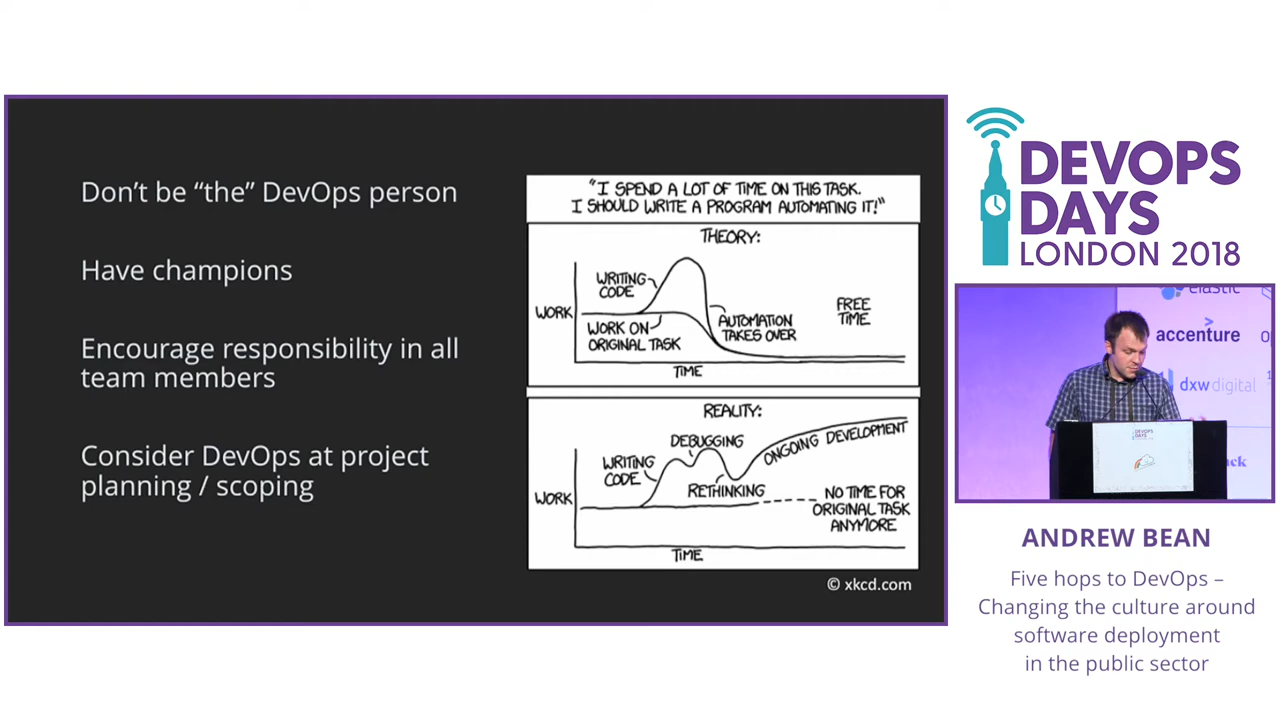 Don't be “the” DevOps person
Have champions
Encourage responsibility in all
team members
Consider DevOps at project
planning / scoping
"I SPEND A LOT OF TIME ON THIS TASK.
I SHOULD WRITE A PROGRAM AUTOMATING IT!"
THEORY:
WRITING
CODE
WORK
WORK ON
ORIGINAL TASK
AUTOMATION
TAKES OVER
FREE
TIME
TIME
REALITY:
WRITING
CODE
DEBUGGING
ONGOING DEVELOPMENT
RETHINKING
WORK
NO TIME FOR
ORIGINAL TASK
ANYMORE
TIME
© xkcd.com
DEVOPS
DAYS
LONDON 2018
elastic
accenture
dxw digital
DEVOPS
DAYS
ANDREW BEAN
Five hops to DevOps –
Changing the culture around
software deployment
in the public sector